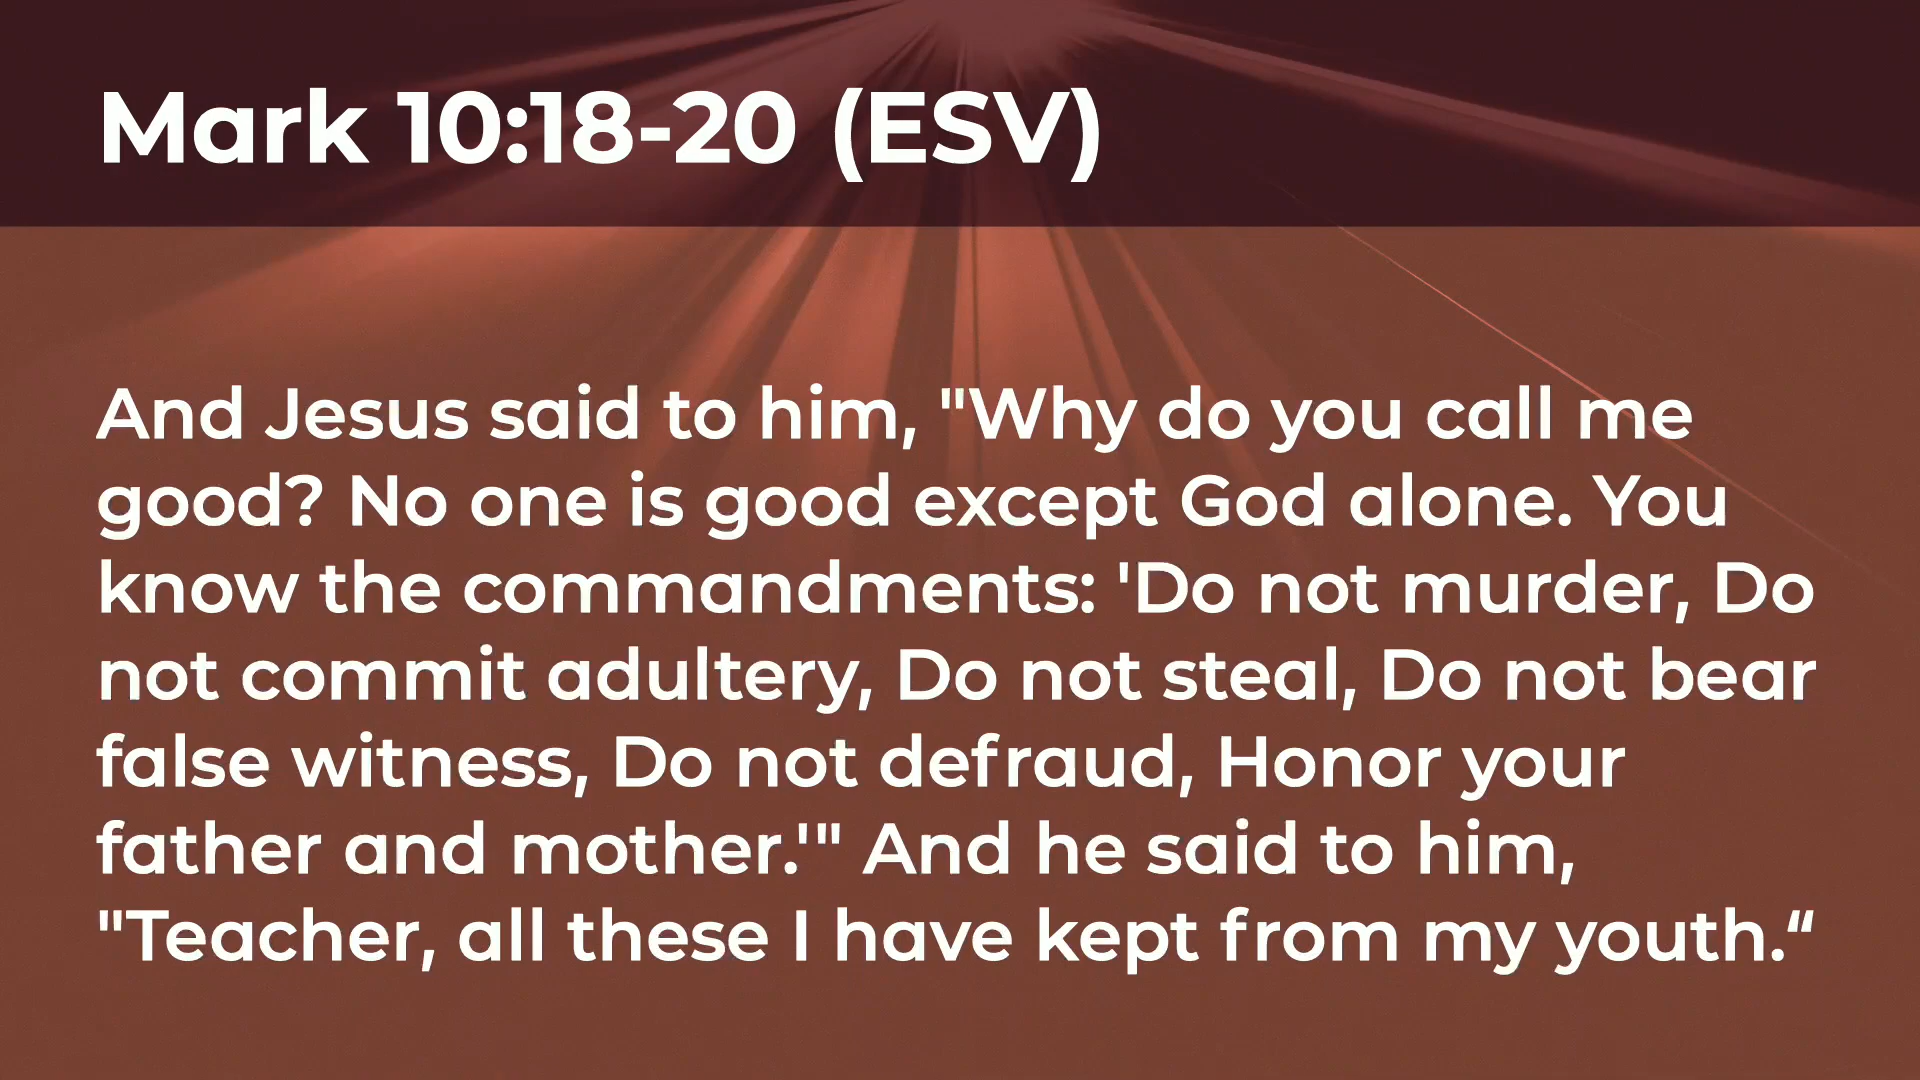 Mark 10:18-20 (ESV)
And Jesus said to him, "Why do you call me
good? No one is good except God alone. You
know the commandments: 'Do not murder, Do
not commit adultery, Do not steal, Do not bear
false witness, Do not defraud, Honor your
father and mother.'" And he said to him,
"Teacher, all these I have kept from my youth.“